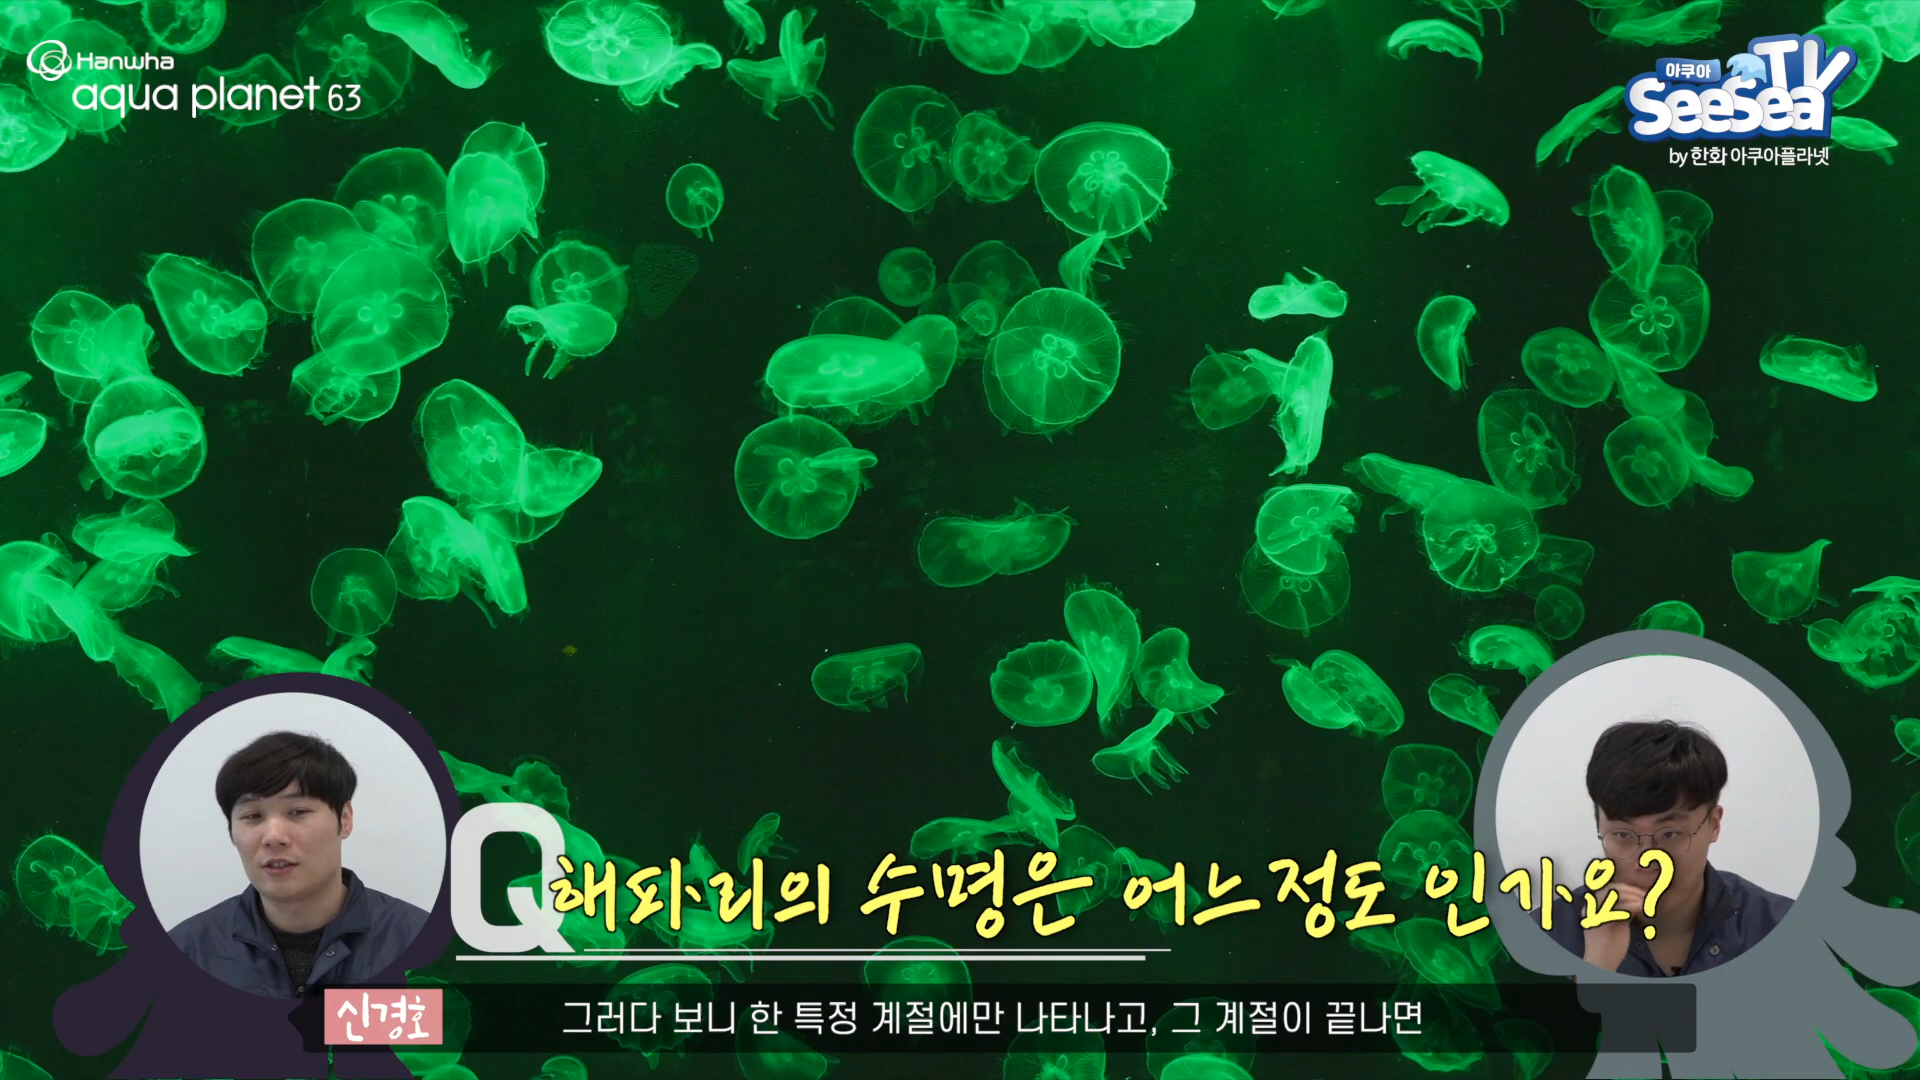 Hanwha
aqua planet 63
아쿠아
SeeSea TV
by 한화 아쿠아플라넷
Q 해파리의 수명은 어느정도 인가요?
신경호
그러다 보니 한 특정 계절에만 나타나고, 그 계절이 끝나면